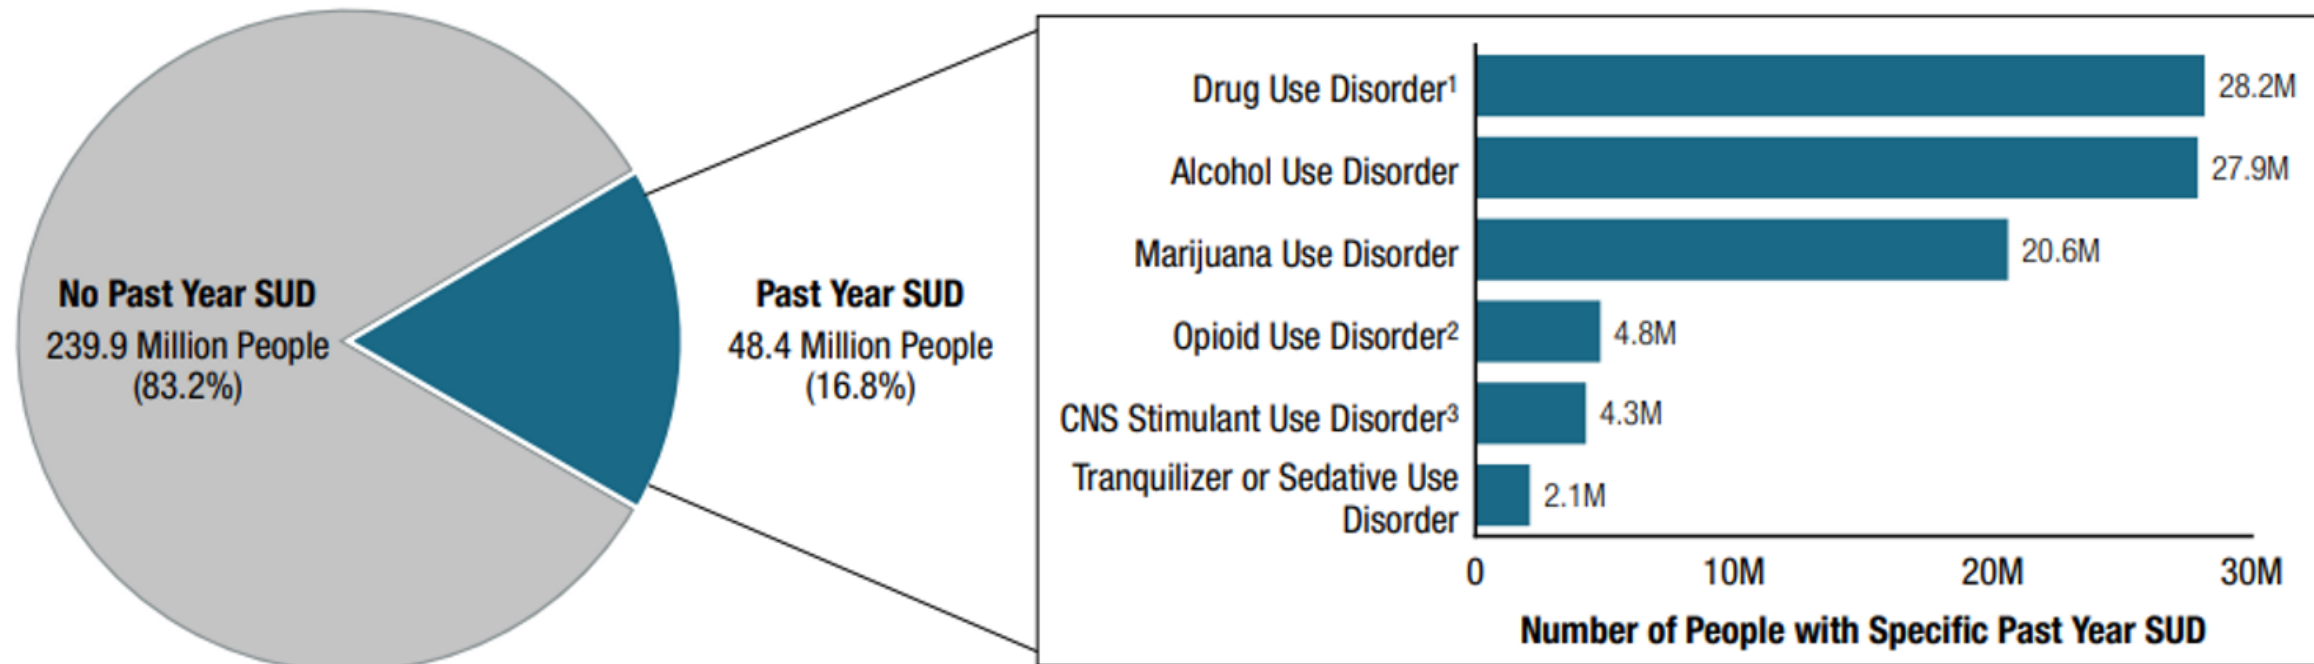 No Past Year SUD
239.9 Million People
(83.2%)
Past Year SUD
48.4 Million People
(16.8%)
Drug Use Disorder¹
28.2M
Alcohol Use Disorder
27.9M
Marijuana Use Disorder
20.6M
Opioid Use Disorder²
4.8M
CNS Stimulant Use Disorder³
4.3M
Tranquilizer or Sedative Use
Disorder
2.1M
0 10M 20M 30M
Number of People with Specific Past Year SUD